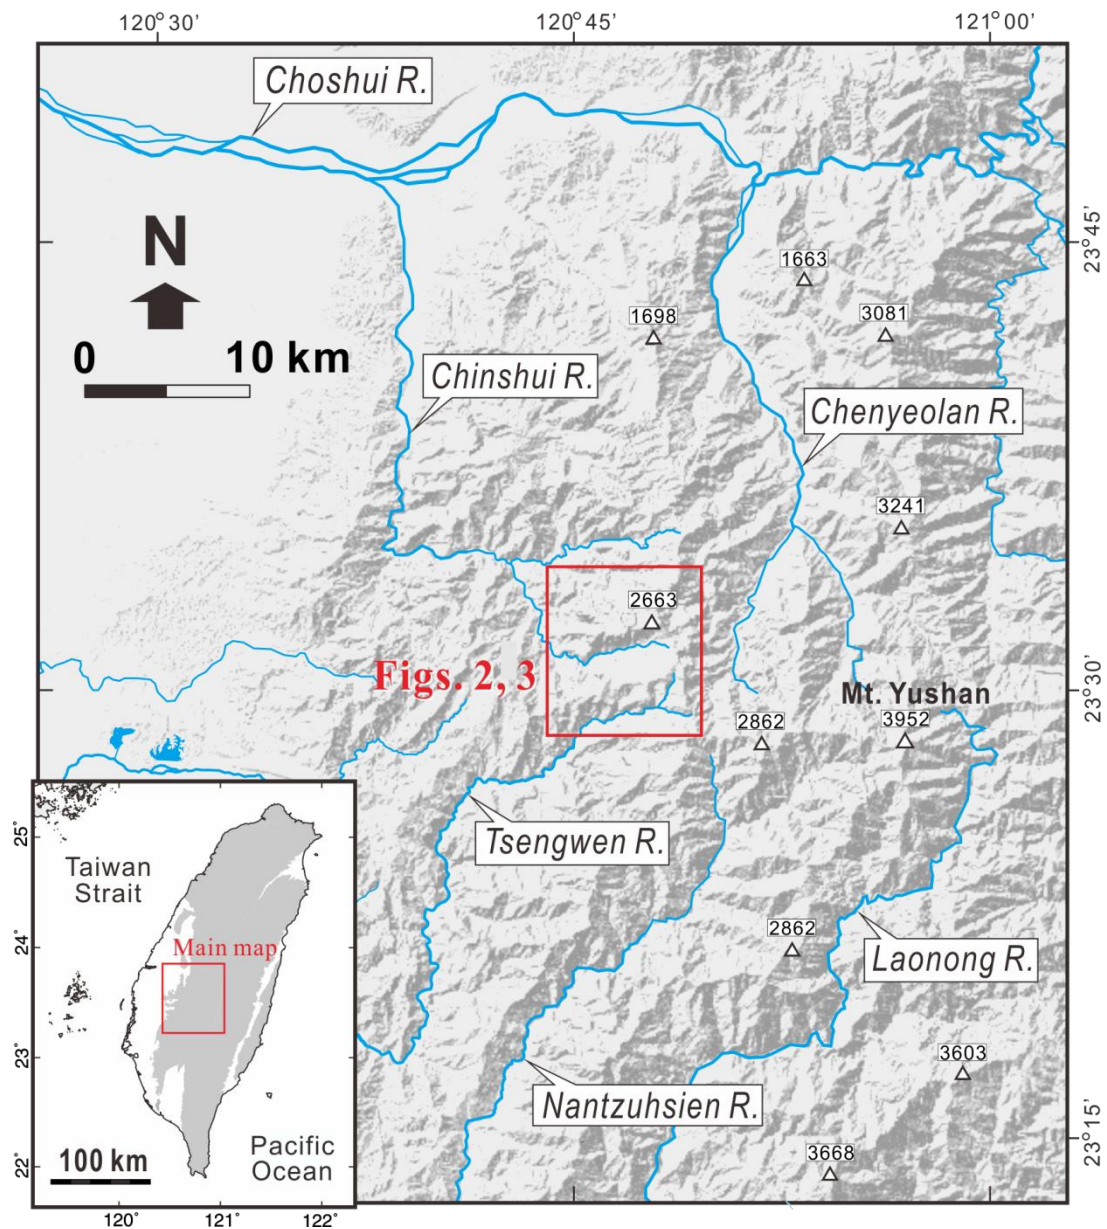 120°30'
120°45'
121°00'
Choshui R.
N
23°45'
1663
1698
3081
0
10 km
Chinshui R.
Chenyeolan R.
3241
2663
Figs. 2, 3
23°30'
Mt. Yushan
2862
3952
Tsengwen R.
25°
Taiwan
Strait
24°
Main map
2862
Laonong R.
23°
3603
Nantzuhsien R.
23°15'
Pacific
Ocean
100 km
22°
3668
120°
121°
122°